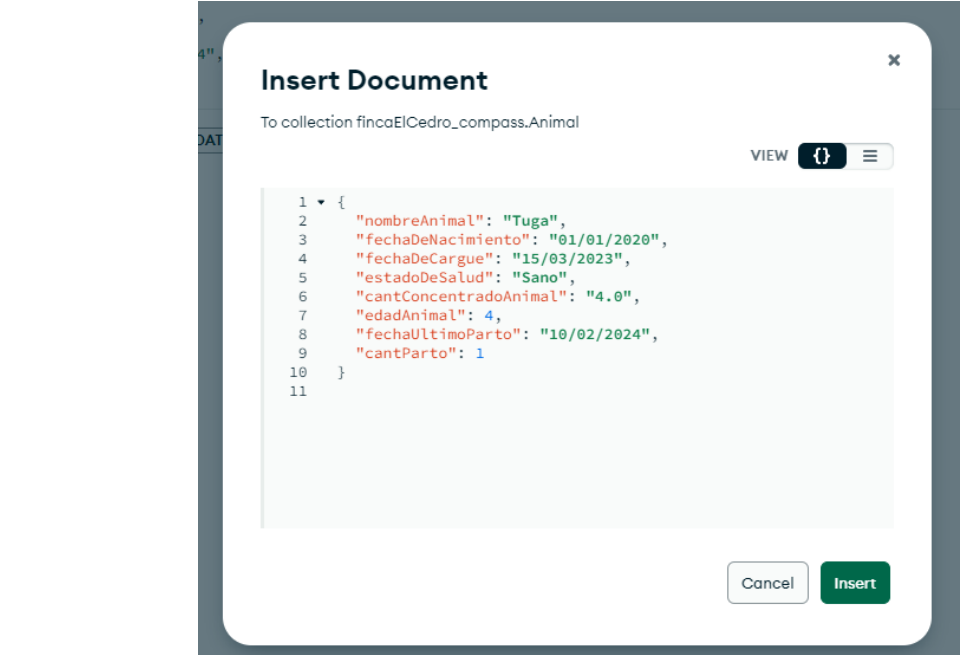 ,
4",
Insert Document
To collection fincaElCedro_compass.Animal
VIEW {}
DAT
1 {
2 "nombreAnimal": "Tuga",
3 "fechaDeNacimiento": "01/01/2020",
4 "fechaDeCargue": "15/03/2023",
5 "estadoDeSalud": "Sano",
6 "cantConcentradoAnimal": "4.0",
7 "edadAnimal": 4,
8 "fechaUltimoParto": "10/02/2024",
9 "cantParto": 1
10 }
11
Cancel Insert